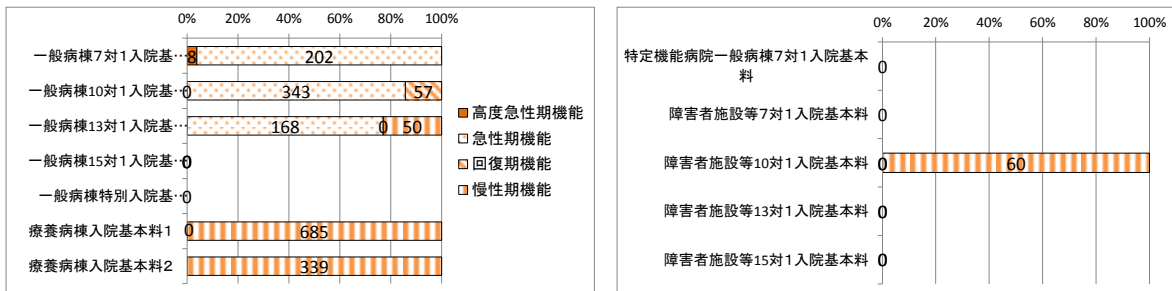 0% 20% 40% 60% 80% 100%
一般病棟7対1入院基… 8 202
一般病棟10対1入院基… 0 343 57
一般病棟13対1入院基… 168 0 50
一般病棟15対1入院基… 0
一般病棟特別入院基… 0
療養病棟入院基本料1 0 685
療養病棟入院基本料2 339
高度急性期機能
急性期機能
回復期機能
慢性期機能
0% 20% 40% 60% 80% 100%
特定機能病院一般病棟7対1入院基本
料 0
障害者施設等7対1入院基本料 0
障害者施設等10対1入院基本料 0 60
障害者施設等13対1入院基本料 0
障害者施設等15対1入院基本料 0